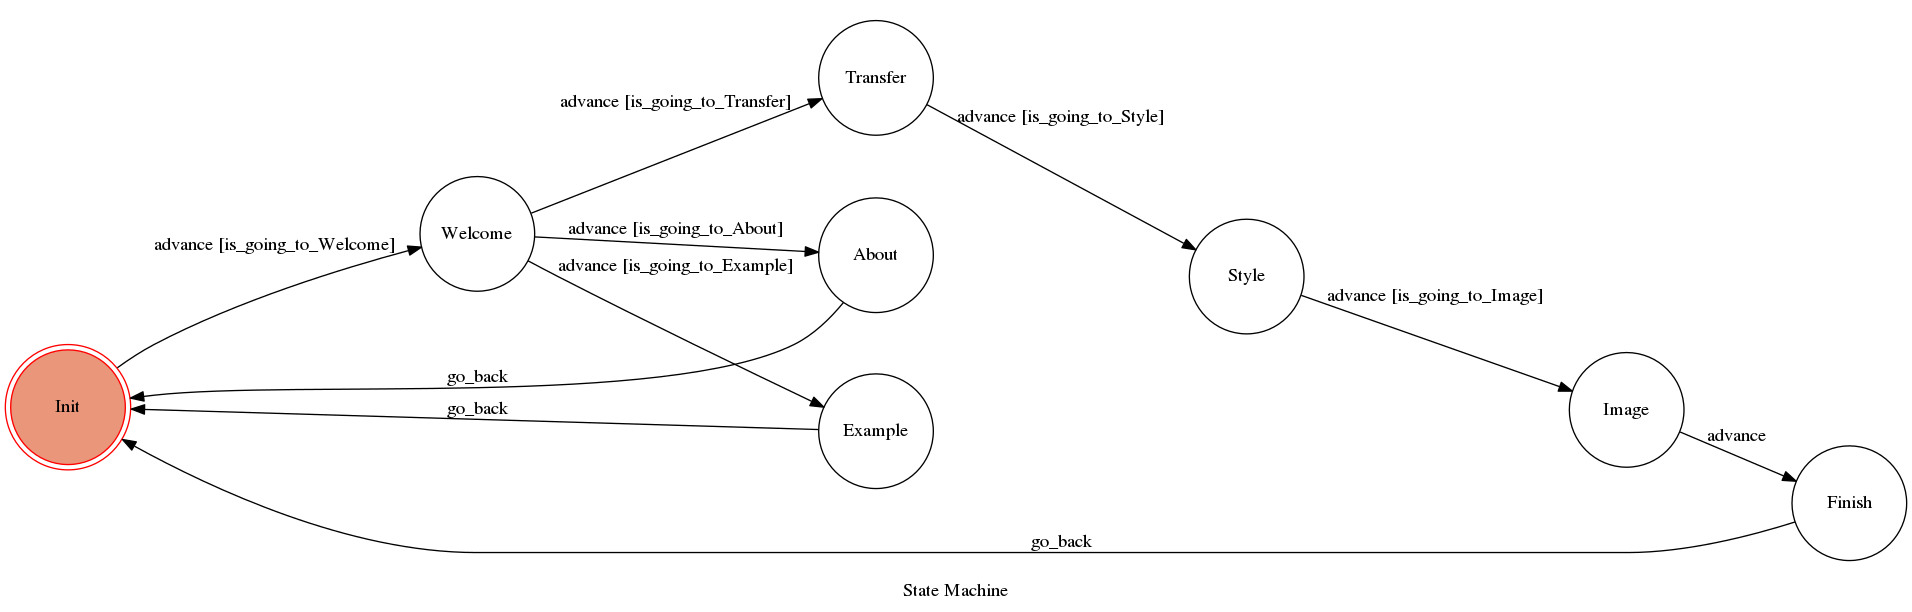 Transfer
advance [is_going_to_Transfer]
advance [is_going_to_Style]
Welcome
advance [is_going_to_About]
advance [is_going_to_Welcome]
About
advance [is_going_to_Example]
Style
advance [is_going_to_Image]
go_back
Init
go_back
Example
Image
advance
Finish
go_back
State Machine